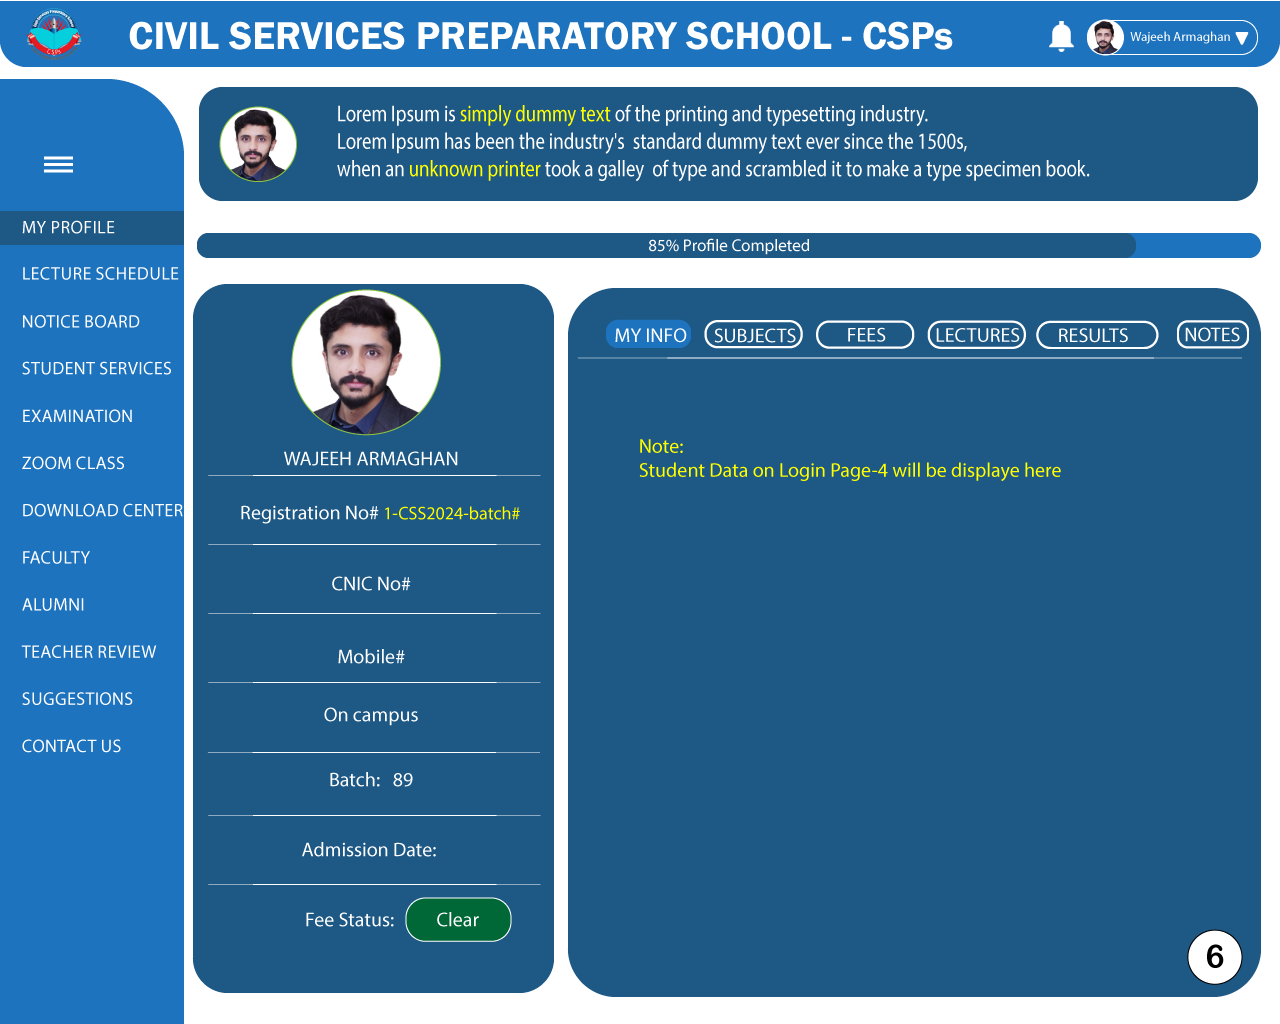 CIVIL SERVICES PREPARATORY SCHOOL - CSPs
Wajeeh Armaghan
Lorem Ipsum is simply dummy text of the printing and typesetting industry.
Lorem Ipsum has been the industry's standard dummy text ever since the 1500s,
when an unknown printer took a galley of type and scrambled it to make a type specimen book.
85% Profile Completed
MY PROFILE
LECTURE SCHEDULE
NOTICE BOARD
STUDENT SERVICES
EXAMINATION
ZOOM CLASS
DOWNLOAD CENTER
FACULTY
ALUMNI
TEACHER REVIEW
SUGGESTIONS
CONTACT US
WAJEEH ARMAGHAN
Registration No# 1-CSS2024-batch#
CNIC No#
Mobile#
On campus
Batch: 89
Admission Date:
Fee Status: Clear
MY INFO SUBJECTS FEES LECTURES RESULTS NOTES
Note:
Student Data on Login Page-4 will be displaye here
6